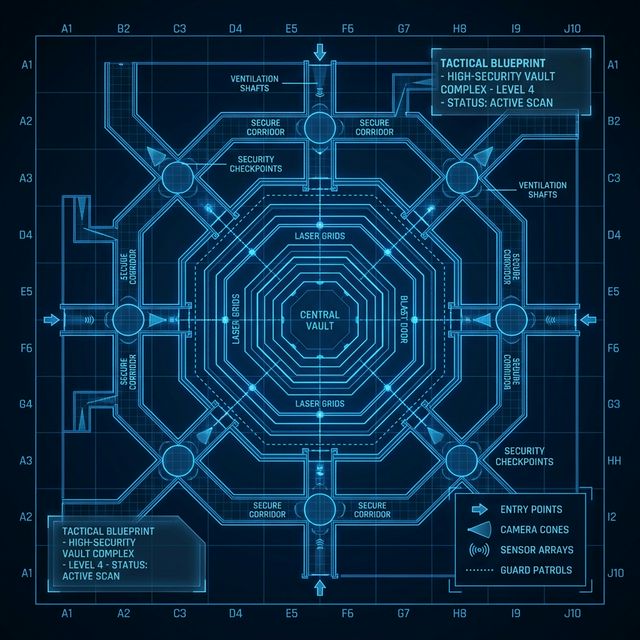 A1 B2 C3 D4 E5 F6 G7 H8 I9 J10
A1
TACTICAL BLUEPRINT
- HIGH-SECURITY VAULT
COMPLEX - LEVEL 4
- STATUS: ACTIVE SCAN
VENTILATION
SHAFTS
A2
SECURE
CORRIDOR
SECURE
CORRIDOR
B2
SECURITY
CHECKPOINTS
A3
C3
VENTILATION
SHAFTS
D4
LASER GRIDS
D4
SECURE
CORRIDOR
SECURE
CORRIDOR
E5
E5
LASER GRIDS
CENTRAL
VAULT
BLAST DOOR
F6
F6
SECURE
CORRIDOR
SECURE
CORRIDOR
G4
LASER GRIDS
G4
A3
SECURITY
CHECKPOINTS
HH
A2
SECURE
CORRIDOR
SECURE
CORRIDOR
I2
ENTRY POINTS
CAMERA CONES
SENSOR ARRAYS
GUARD PATROLS
TACTICAL BLUEPRINT
- HIGH-SECURITY
VAULT COMPLEX
- LEVEL 4 - STATUS:
ACTIVE SCAN
A1
J10
A1 A2 C3 D4 E5 F6 G7 H8 I9 J10